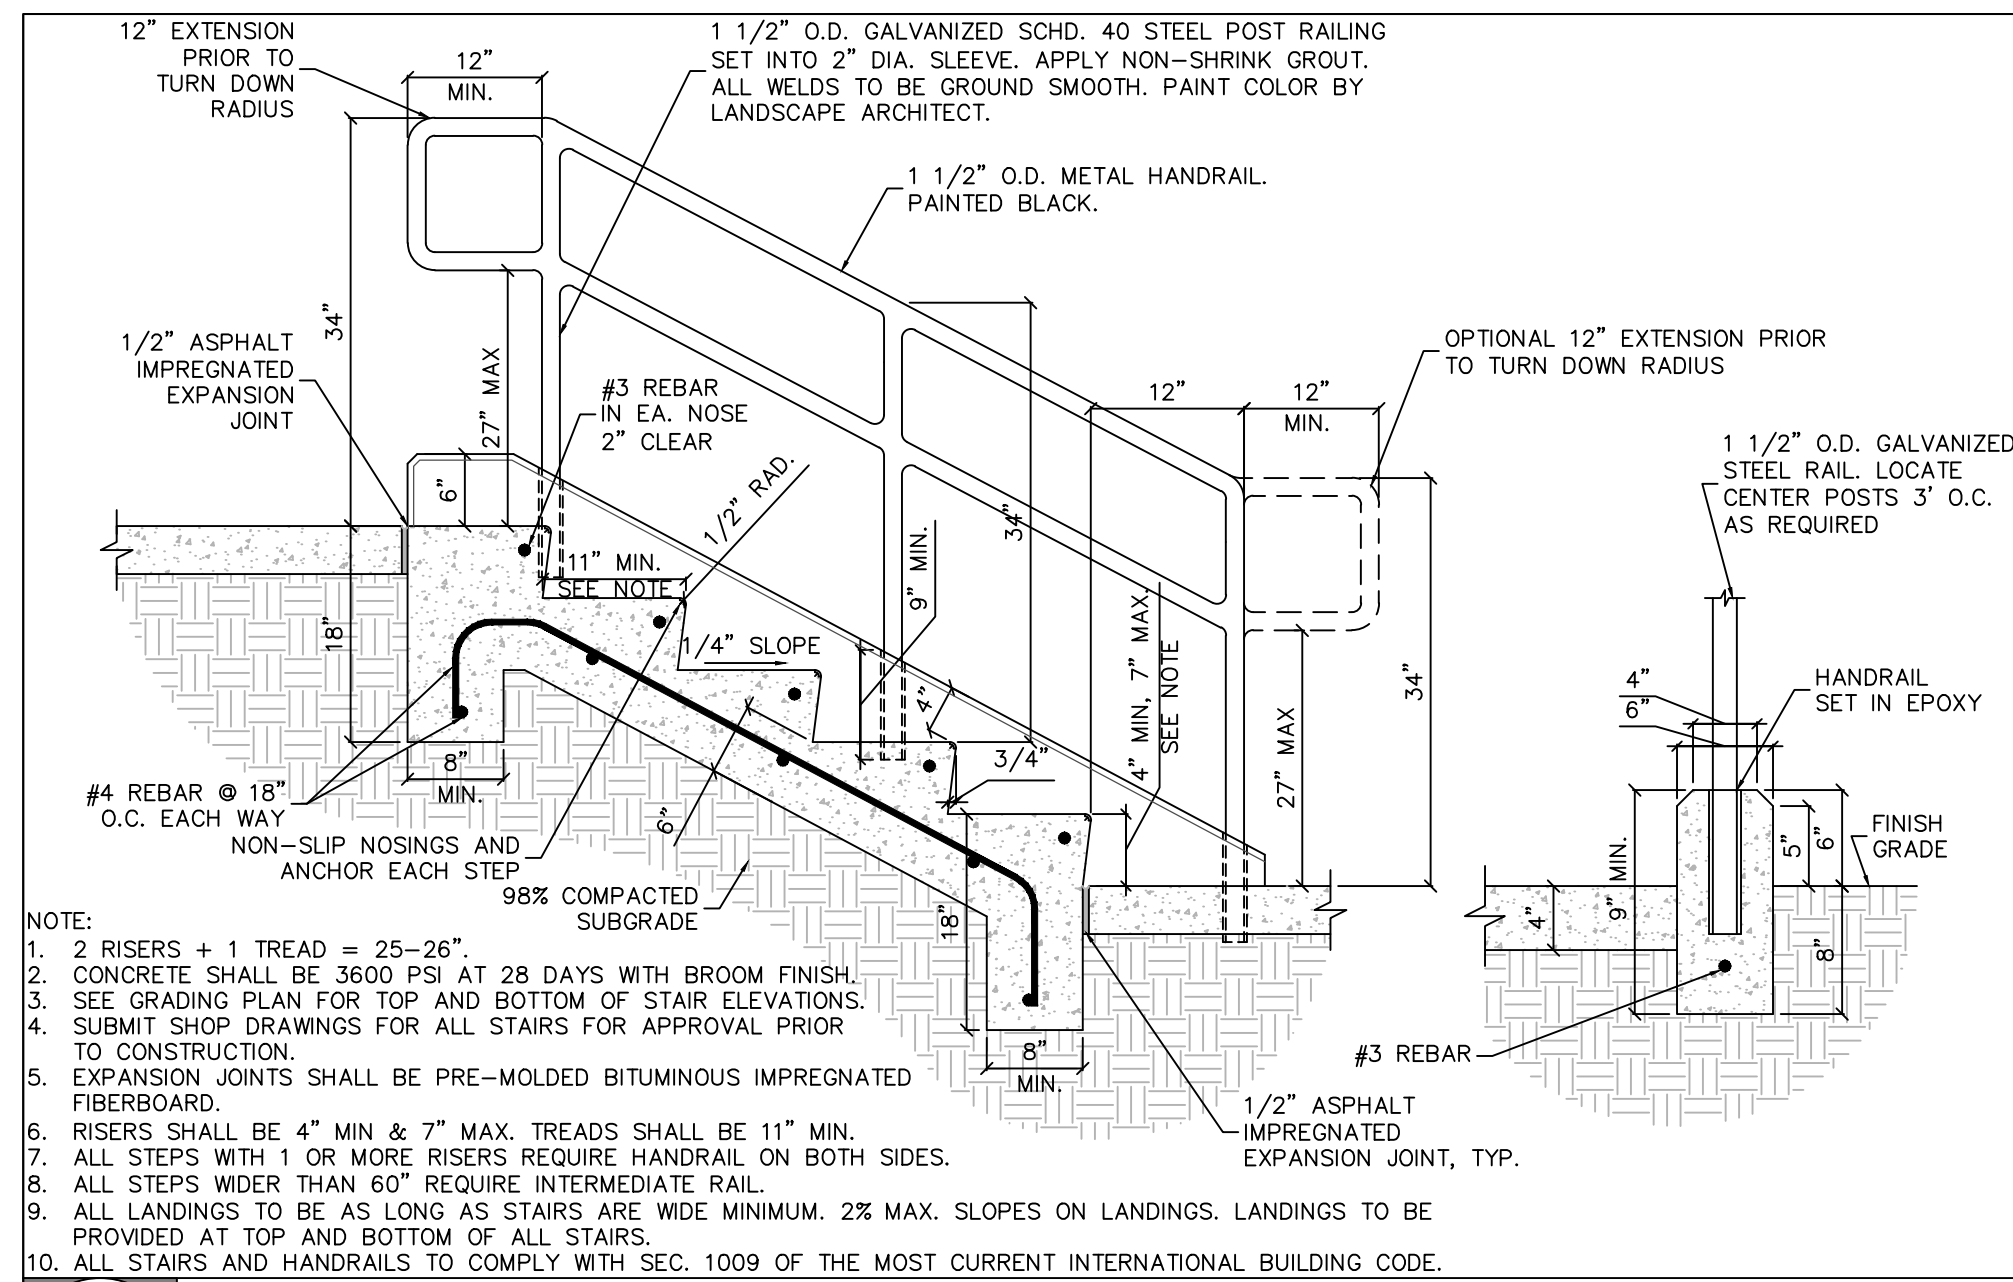 12” EXTENSION
PRIOR TO
TURN DOWN
RADIUS
12”
MIN.
1 1/2” O.D. GALVANIZED SCHD. 40 STEEL POST RAILING
SET INTO 2” DIA. SLEEVE. APPLY NON-SHRINK GROUT.
ALL WELDS TO BE GROUND SMOOTH. PAINT COLOR BY
LANDSCAPE ARCHITECT.
1 1/2” O.D. METAL HANDRAIL.
PAINTED BLACK.
34”
1/2” ASPHALT
IMPREGNATED
EXPANSION
JOINT
27” MAX
#3 REBAR
IN EA. NOSE
2” CLEAR
6”
1/2” RAD.
34”
OPTIONAL 12” EXTENSION PRIOR
TO TURN DOWN RADIUS
12”
12”
MIN.
1 1/2” O.D. GALVANIZED
STEEL RAIL. LOCATE
CENTER POSTS 3’ O.C.
AS REQUIRED
11” MIN.
SEE NOTE
9” MIN.
18”
1/4” SLOPE
4”
4” MIN, 7” MAX.
SEE NOTE
34”
27” MAX
4”
6”
HANDRAIL
SET IN EPOXY
8”
MIN.
3/4”
#4 REBAR @ 18”
O.C. EACH WAY
6”
NON-SLIP NOSINGS AND
ANCHOR EACH STEP
98% COMPACTED
SUBGRADE
18”
9” MIN.
5”
6”
FINISH
GRADE
4”
8”
#3 REBAR
8”
MIN.
1/2” ASPHALT
IMPREGNATED
EXPANSION JOINT, TYP.
NOTE:
1. 2 RISERS + 1 TREAD = 25-26”.
2. CONCRETE SHALL BE 3600 PSI AT 28 DAYS WITH BROOM FINISH.
3. SEE GRADING PLAN FOR TOP AND BOTTOM OF STAIR ELEVATIONS.
4. SUBMIT SHOP DRAWINGS FOR ALL STAIRS FOR APPROVAL PRIOR
TO CONSTRUCTION.
5. EXPANSION JOINTS SHALL BE PRE-MOLDED BITUMINOUS IMPREGNATED
FIBERBOARD.
6. RISERS SHALL BE 4” MIN & 7” MAX. TREADS SHALL BE 11” MIN.
7. ALL STEPS WITH 1 OR MORE RISERS REQUIRE HANDRAIL ON BOTH SIDES.
8. ALL STEPS WIDER THAN 60” REQUIRE INTERMEDIATE RAIL.
9. ALL LANDINGS TO BE AS LONG AS STAIRS ARE WIDE MINIMUM. 2% MAX. SLOPES ON LANDINGS. LANDINGS TO BE
PROVIDED AT TOP AND BOTTOM OF ALL STAIRS.
10. ALL STAIRS AND HANDRAILS TO COMPLY WITH SEC. 1009 OF THE MOST CURRENT INTERNATIONAL BUILDING CODE.